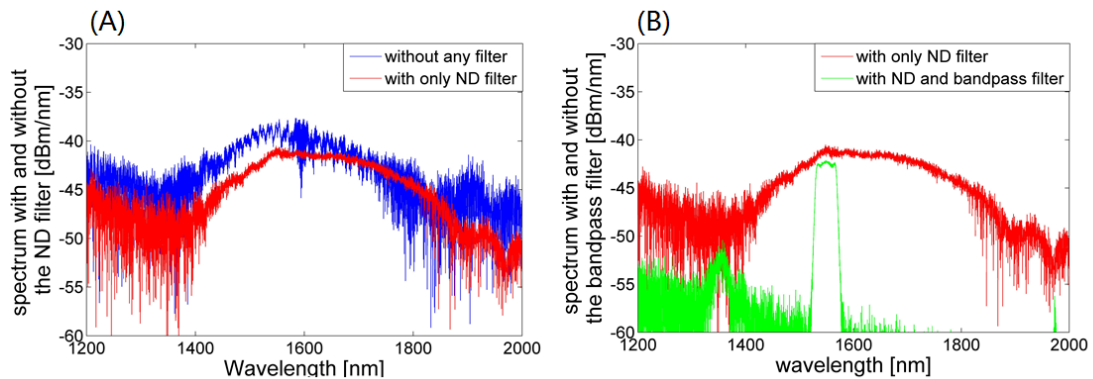 (A)
spectrum with and without
the ND filter [dBm/nm]
-30
-35
-40
-45
-50
-55
-60
without any filter
with only ND filter
1200
1400
1600
1800
2000
Wavelength [nm]
(B)
spectrum with and without
the bandpass filter [dBm/nm]
-30
-35
-40
-45
-50
-55
-60
with only ND filter
with ND and bandpass filter
1200
1400
1600
1800
2000
wavelength [nm]